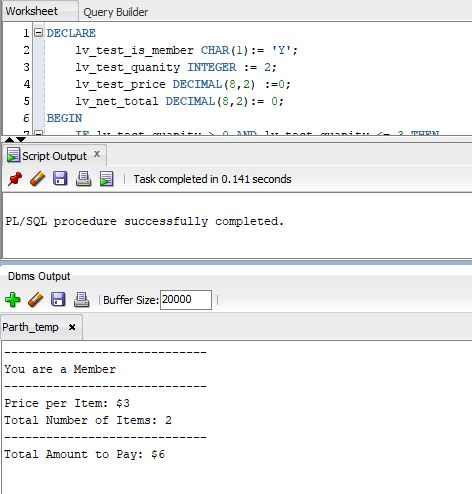 Worksheet Query Builder
1 DECLARE
2 lv_test_is_member CHAR(1):= 'Y';
3 lv_test_quanity INTEGER := 2;
4 lv_test_price DECIMAL(8,2) :=0;
5 lv_net_total DECIMAL(8,2):= 0;
6 BEGIN
7 IF lv_test_quanity > 0 AND lv_test_quanity <= 3 THEN
Script Output x
Task completed in 0.141 seconds
PL/SQL procedure successfully completed.
Dbms Output
Buffer Size: 20000
Parth_temp x
----------------------------
You are a Member
----------------------------
Price per Item: $3
Total Number of Items: 2
----------------------------
Total Amount to Pay: $6